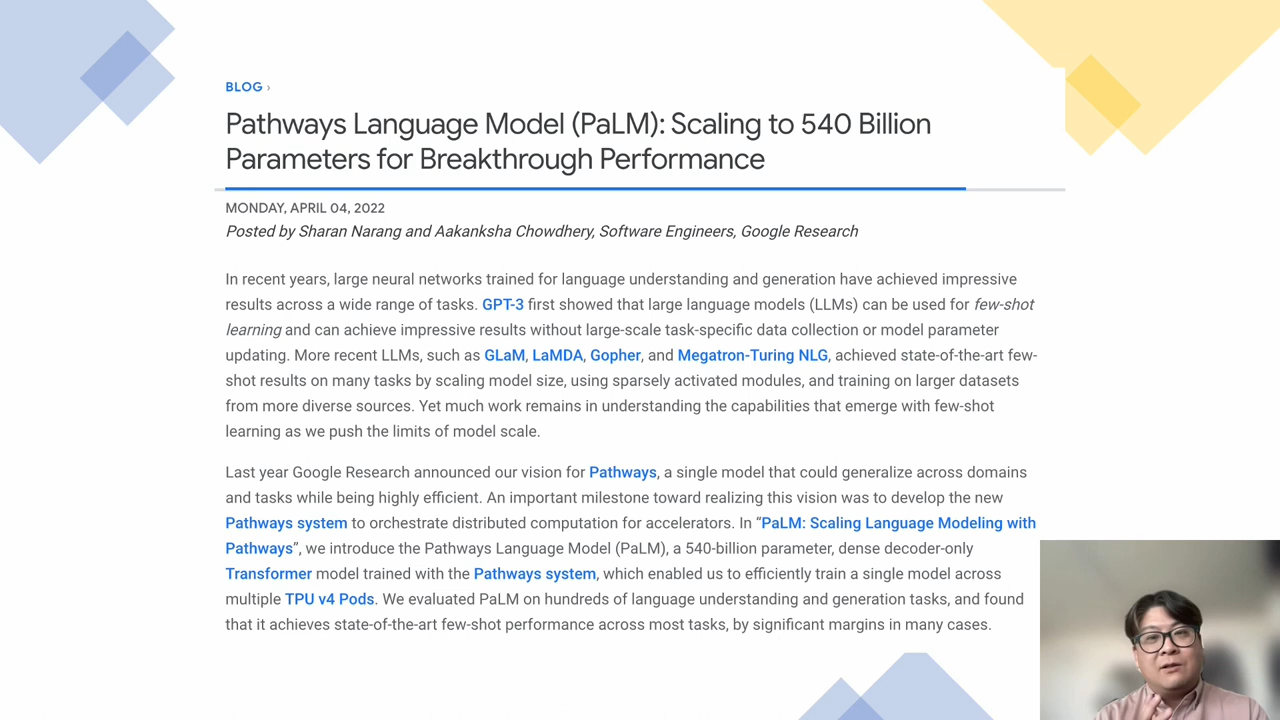 BLOG ›
Pathways Language Model (PaLM): Scaling to 540 Billion
Parameters for Breakthrough Performance
MONDAY, APRIL 04, 2022
Posted by Sharan Narang and Aakanksha Chowdhery, Software Engineers, Google Research
In recent years, large neural networks trained for language understanding and generation have achieved impressive
results across a wide range of tasks. GPT-3 first showed that large language models (LLMs) can be used for few-shot
learning and can achieve impressive results without large-scale task-specific data collection or model parameter
updating. More recent LLMs, such as GLaM, LaMDA, Gopher, and Megatron-Turing NLG, achieved state-of-the-art few-
shot results on many tasks by scaling model size, using sparsely activated modules, and training on larger datasets
from more diverse sources. Yet much work remains in understanding the capabilities that emerge with few-shot
learning as we push the limits of model scale.
Last year Google Research announced our vision for Pathways, a single model that could generalize across domains
and tasks while being highly efficient. An important milestone toward realizing this vision was to develop the new
Pathways system to orchestrate distributed computation for accelerators. In “PaLM: Scaling Language Modeling with
Pathways”, we introduce the Pathways Language Model (PaLM), a 540-billion parameter, dense decoder-only
Transformer model trained with the Pathways system, which enabled us to efficiently train a single model across
multiple TPU v4 Pods. We evaluated PaLM on hundreds of language understanding and generation tasks, and found
that it achieves state-of-the-art few-shot performance across most tasks, by significant margins in many cases.